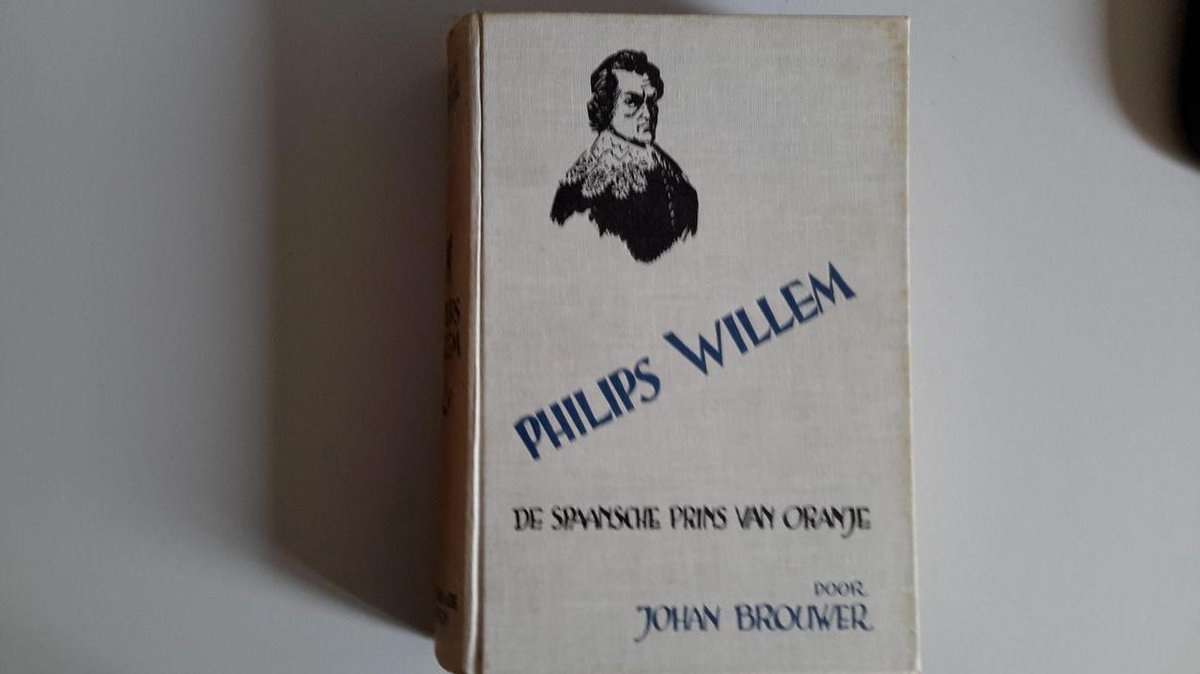 PHILIPS WILLEM
DE SPAANSCHE PRINS VAN ORANJE
DOOR
JOHAN BROUWER